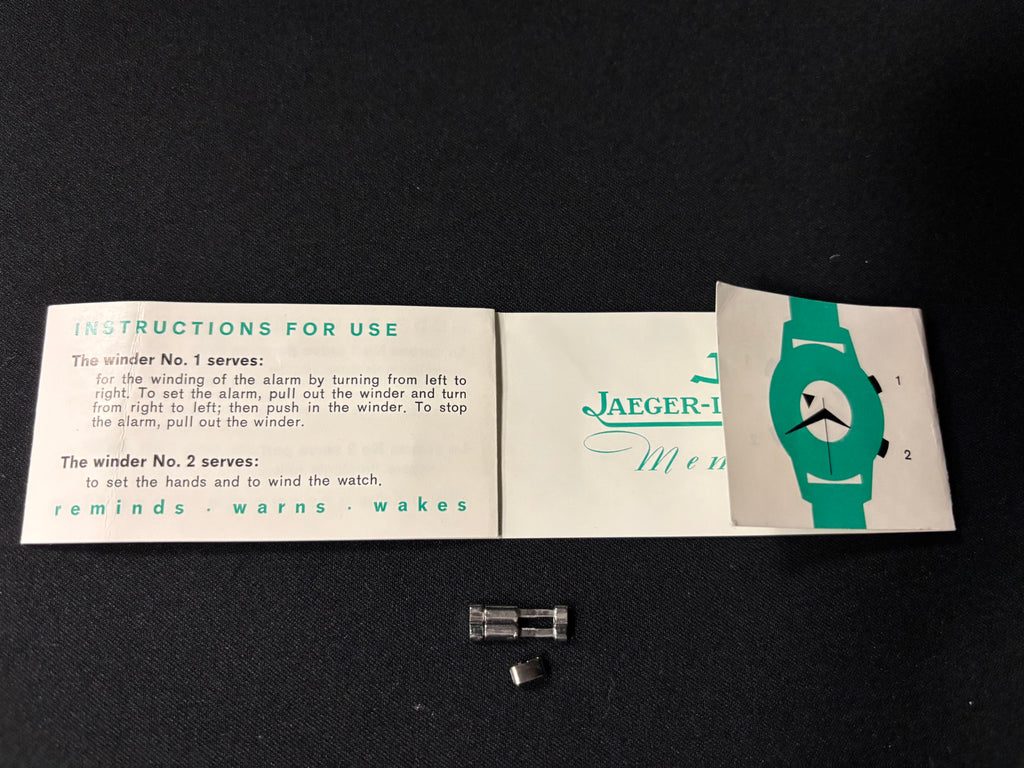 INSTRUCTIONS FOR USE
The winder No. 1 serves:
for the winding of the alarm by turning from left to
right. To set the alarm, pull out the winder and turn
from right to left; then push in the winder. To stop
the alarm, pull out the winder.
The winder No. 2 serves:
to set the hands and to wind the watch.
reminds · warns · wakes
JAEGER-L
Mem
1
2